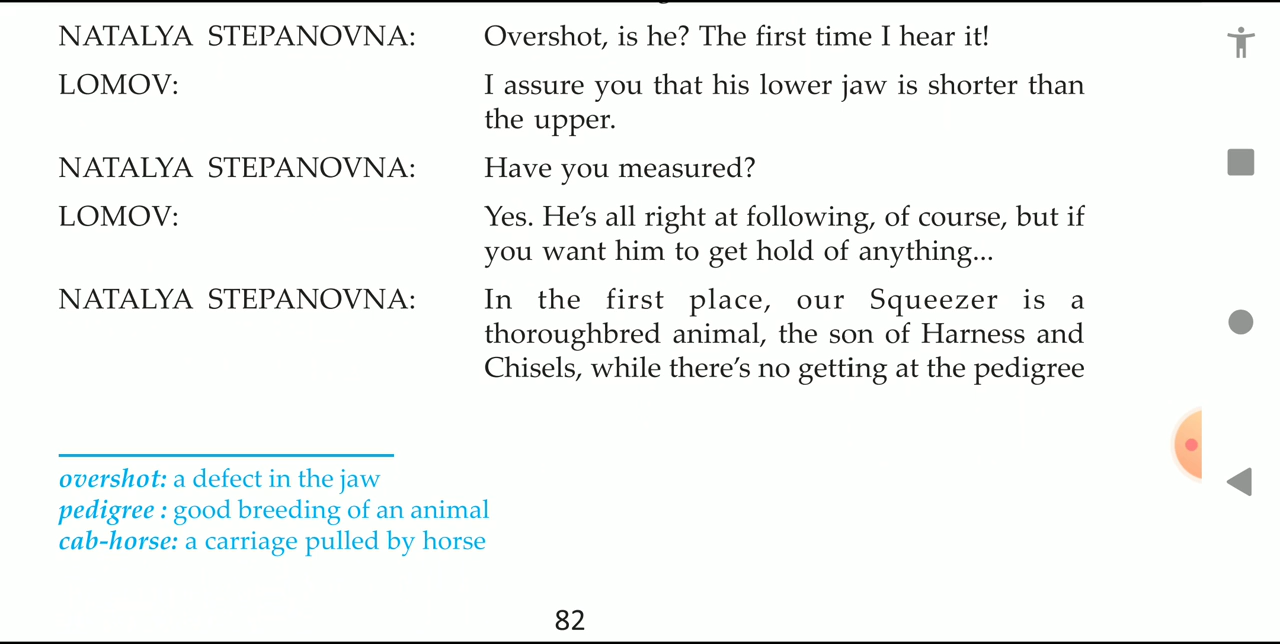 NATALYA STEPANOVNA: Overshot, is he? The first time I hear it!
LOMOV: I assure you that his lower jaw is shorter than
the upper.
NATALYA STEPANOVNA: Have you measured?
LOMOV: Yes. He’s all right at following, of course, but if
you want him to get hold of anything...
NATALYA STEPANOVNA: In the first place, our Squeezer is a
thoroughbred animal, the son of Harness and
Chisels, while there’s no getting at the pedigree
overshot: a defect in the jaw
pedigree : good breeding of an animal
cab-horse: a carriage pulled by horse
82